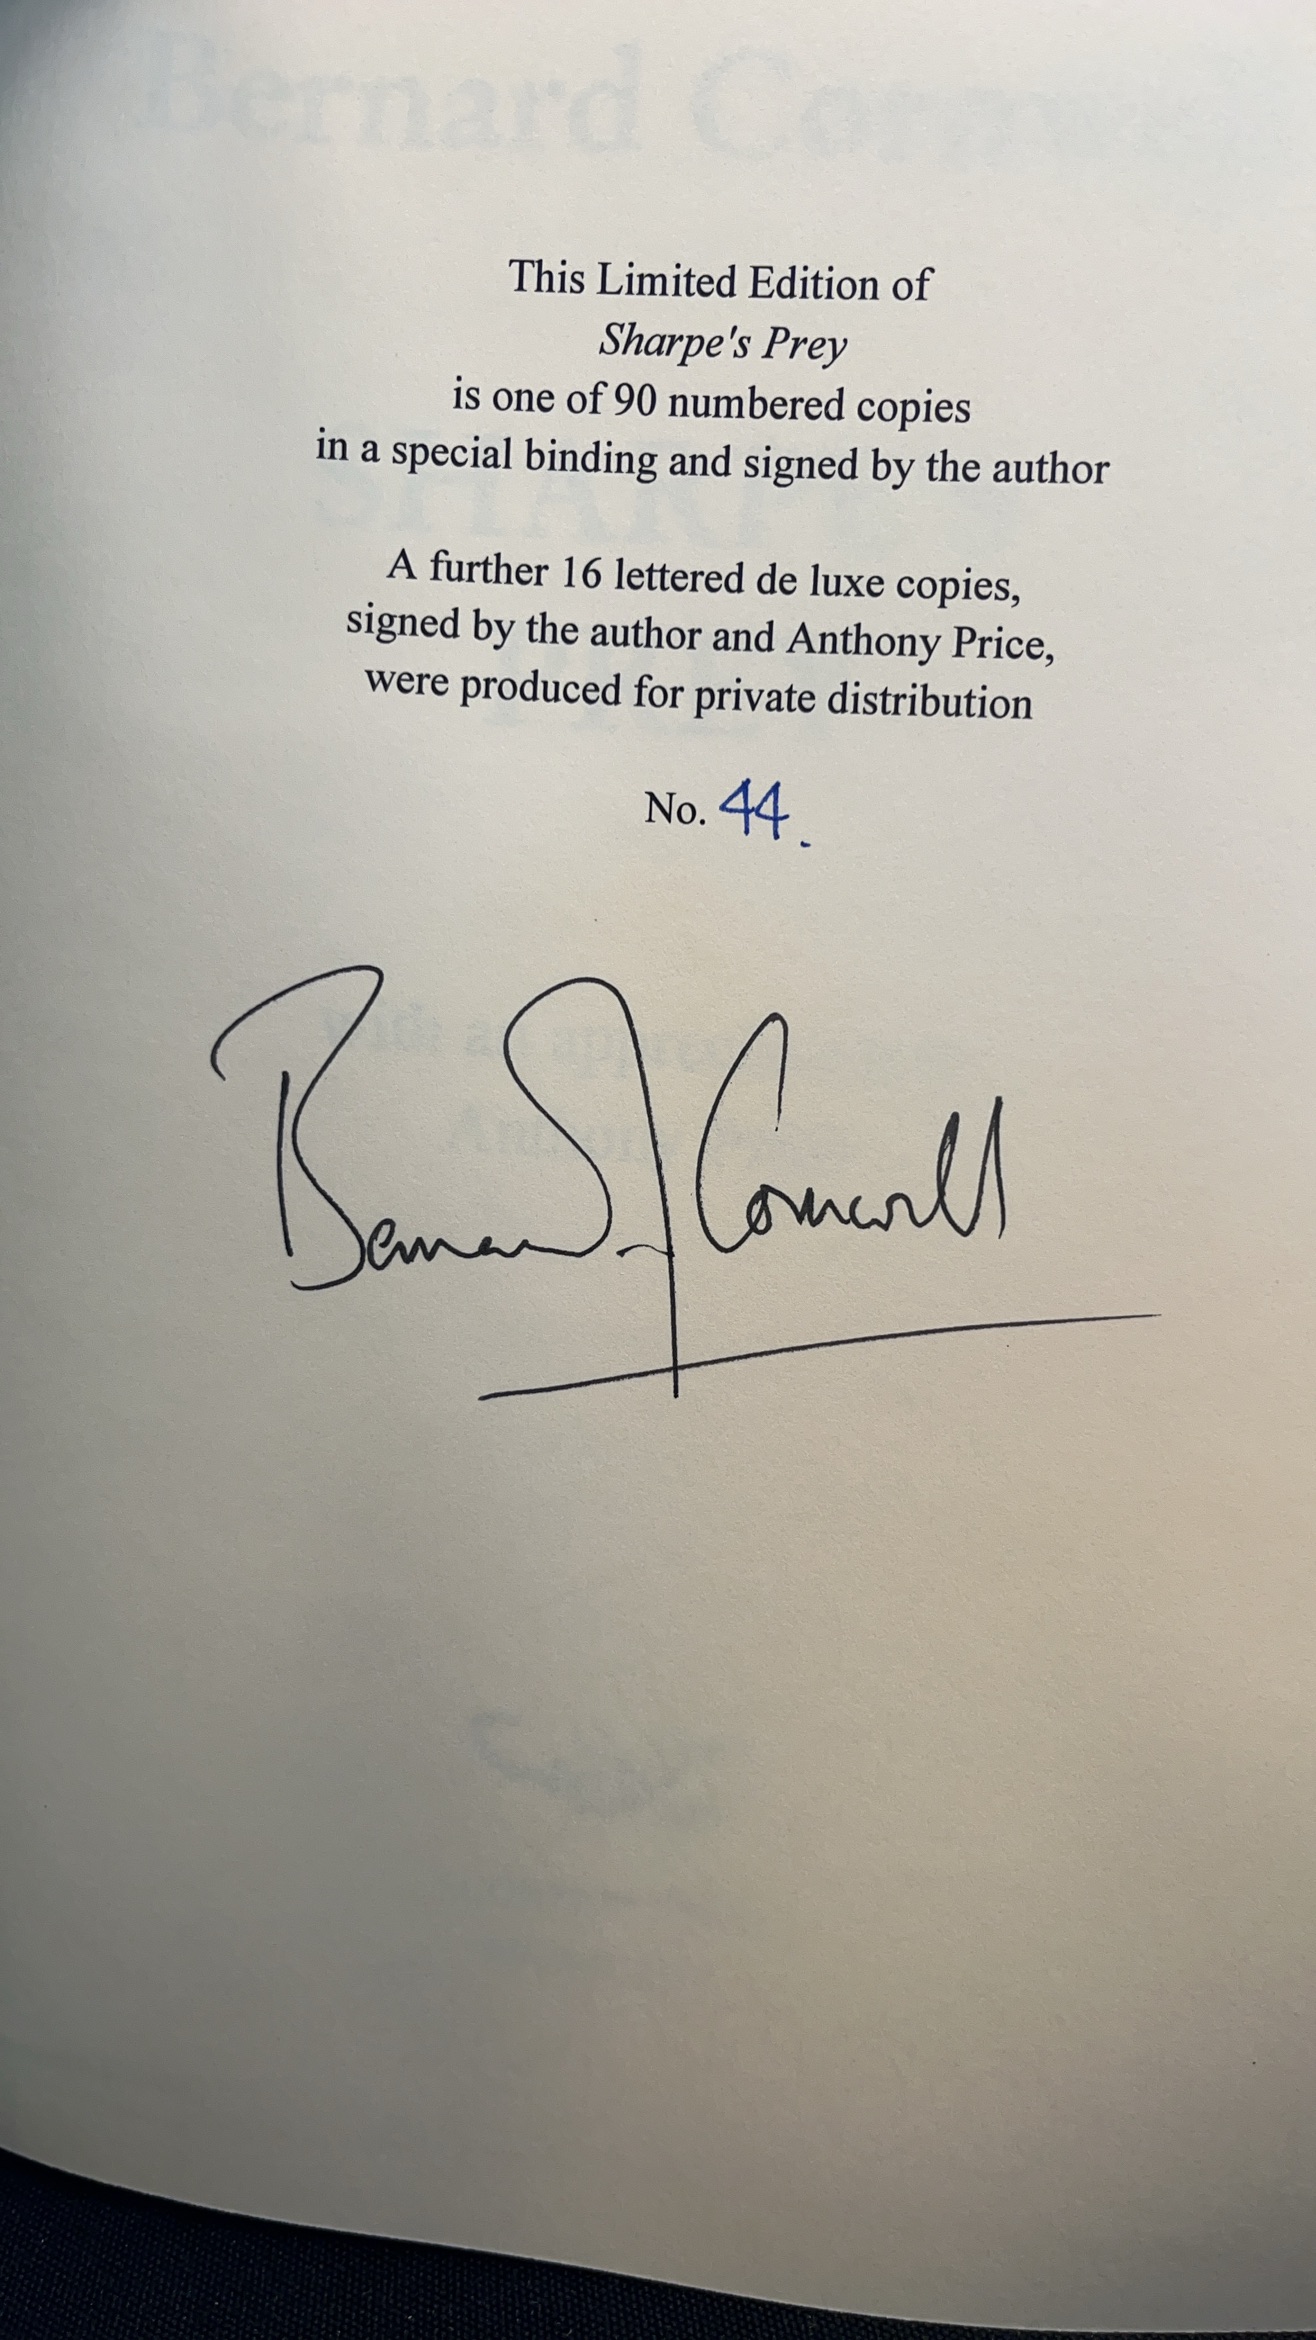 This Limited Edition of
Sharpe's Prey
is one of 90 numbered copies
in a special binding and signed by the author
A further 16 lettered de luxe copies,
signed by the author and Anthony Price,
were produced for private distribution
No. 44.
Bernard Cornwell